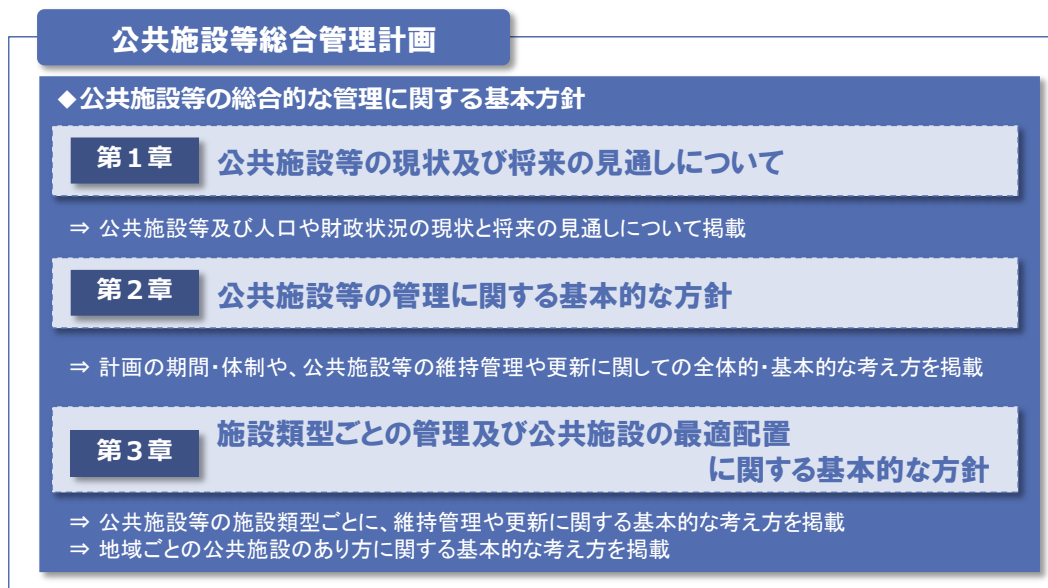 公共施設等総合管理計画
◆公共施設等の総合的な管理に関する基本方針
第1章
公共施設等の現状及び将来の見通しについて
⇒ 公共施設等及び人口や財政状況の現状と将来の見通しについて掲載
第2章
公共施設等の管理に関する基本的な方針
⇒ 計画の期間・体制や、公共施設等の維持管理や更新に関しての全体的・基本的な考え方を掲載
第3章
施設類型ごとの管理及び公共施設の最適配置
に関する基本的な方針
⇒ 公共施設等の施設類型ごとに、維持管理や更新に関する基本的な考え方を掲載
⇒ 地域ごとの公共施設のあり方に関する基本的な考え方を掲載